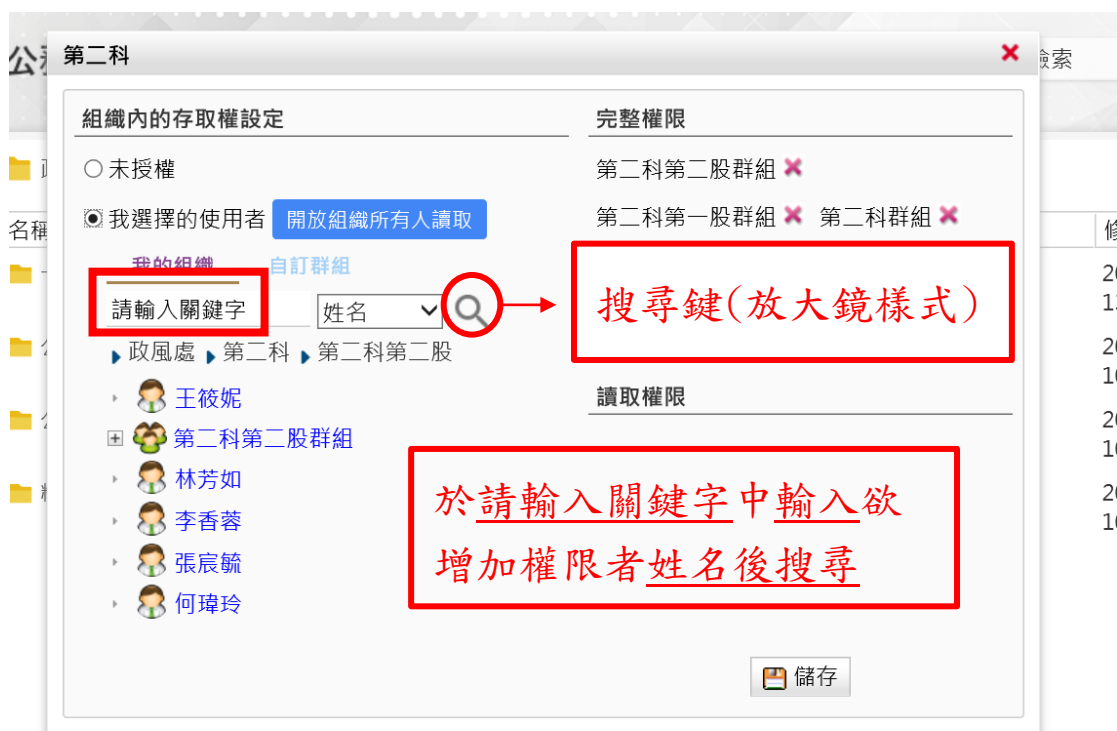 第二科
檢索
組織內的存取權設定
完整權限
未授權
第二科第二股群組
我選擇的使用者 開放組織所有人讀取
第二科第一股群組 第二科群組
名稱
我的組織 自訂群組
請輸入關鍵字 姓名
搜尋鍵(放大鏡樣式)
政風處 第二科 第二科第二股
王筱妮
讀取權限
第二科第二股群組
林芳如
李香蓉
張宸毓
何瑋玲
於請輸入關鍵字中輸入欲
增加權限者姓名後搜尋
儲存